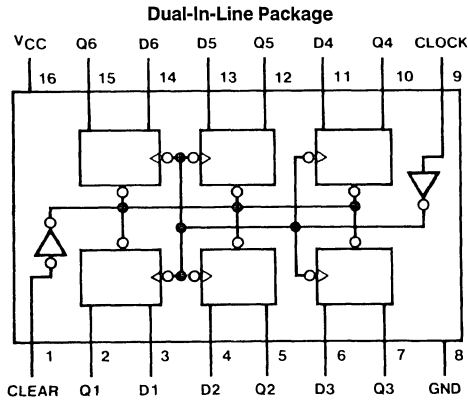 Dual-In-Line Package
VCC Q6 D6 D5 Q5 D4 Q4 CLOCK
16 15 14 13 12 11 10 9
1 2 3 4 5 6 7 8
CLEAR Q1 D1 D2 Q2 D3 Q3 GND